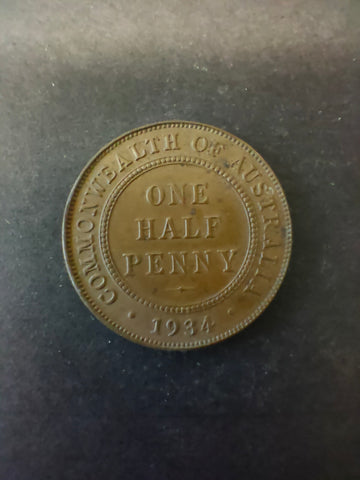 COMMONWEALTH OF AUSTRALIA
ONE
HALF
PENNY
· 1934 ·